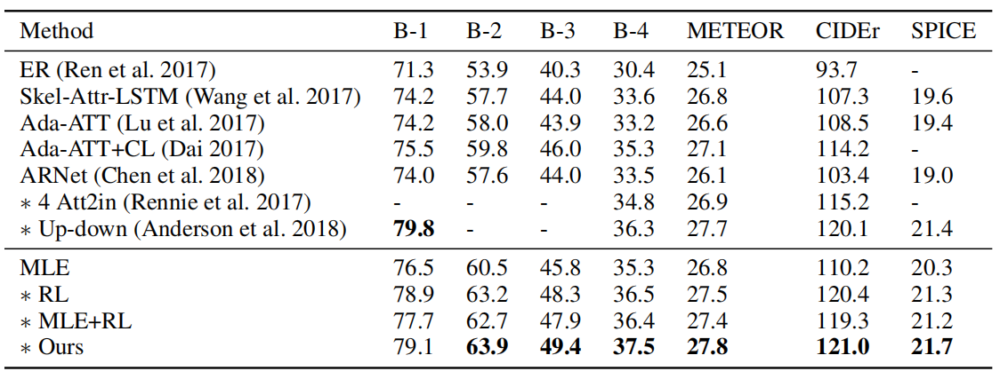 Method B-1 B-2 B-3 B-4 METEOR CIDEr SPICE
ER (Ren et al. 2017) 71.3 53.9 40.3 30.4 25.1 93.7 -
Skel-Attr-LSTM (Wang et al. 2017) 74.2 57.7 44.0 33.6 26.8 107.3 19.6
Ada-ATT (Lu et al. 2017) 74.2 58.0 43.9 33.2 26.6 108.5 19.4
Ada-ATT+CL (Dai 2017) 75.5 59.8 46.0 35.3 27.1 114.2 -
ARNet (Chen et al. 2018) 74.0 57.6 44.0 33.5 26.1 103.4 19.0
∗ 4 Att2in (Rennie et al. 2017) - - - 34.8 26.9 115.2 -
∗ Up-down (Anderson et al. 2018) 79.8 - - 36.3 27.7 120.1 21.4
MLE 76.5 60.5 45.8 35.3 26.8 110.2 20.3
∗ RL 78.9 63.2 48.3 36.5 27.5 120.4 21.3
∗ MLE+RL 77.7 62.7 47.9 36.4 27.4 119.3 21.2
∗ Ours 79.1 63.9 49.4 37.5 27.8 121.0 21.7